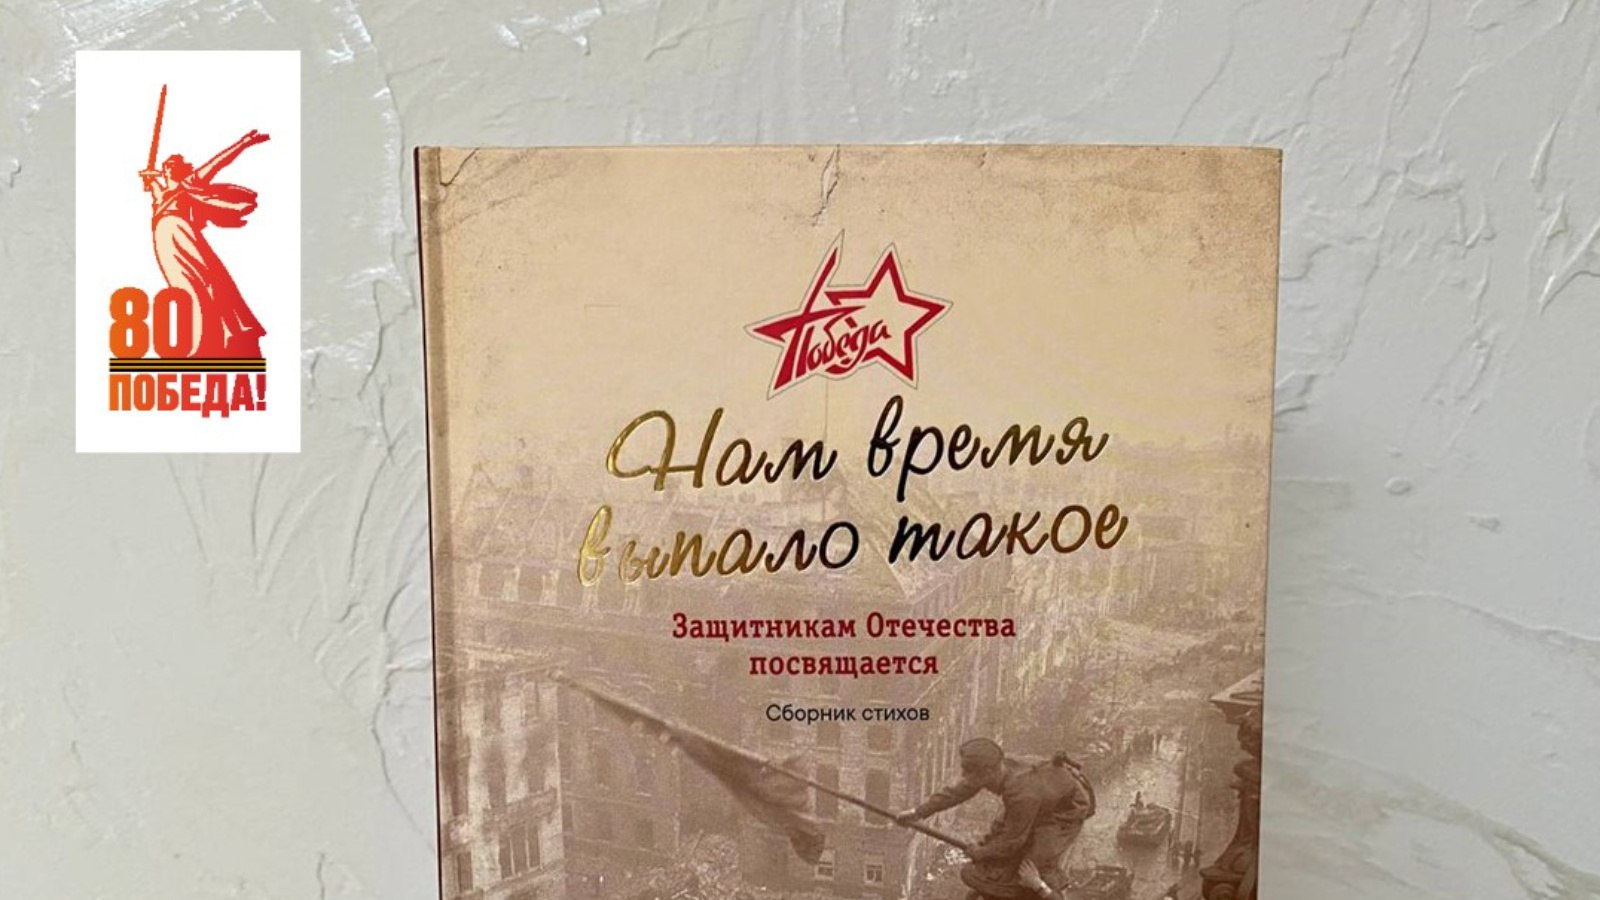 80
ПОБЕДА!
Победа
Нам время
выпало такое
Защитникам Отечества
посвящается
Сборник стихов